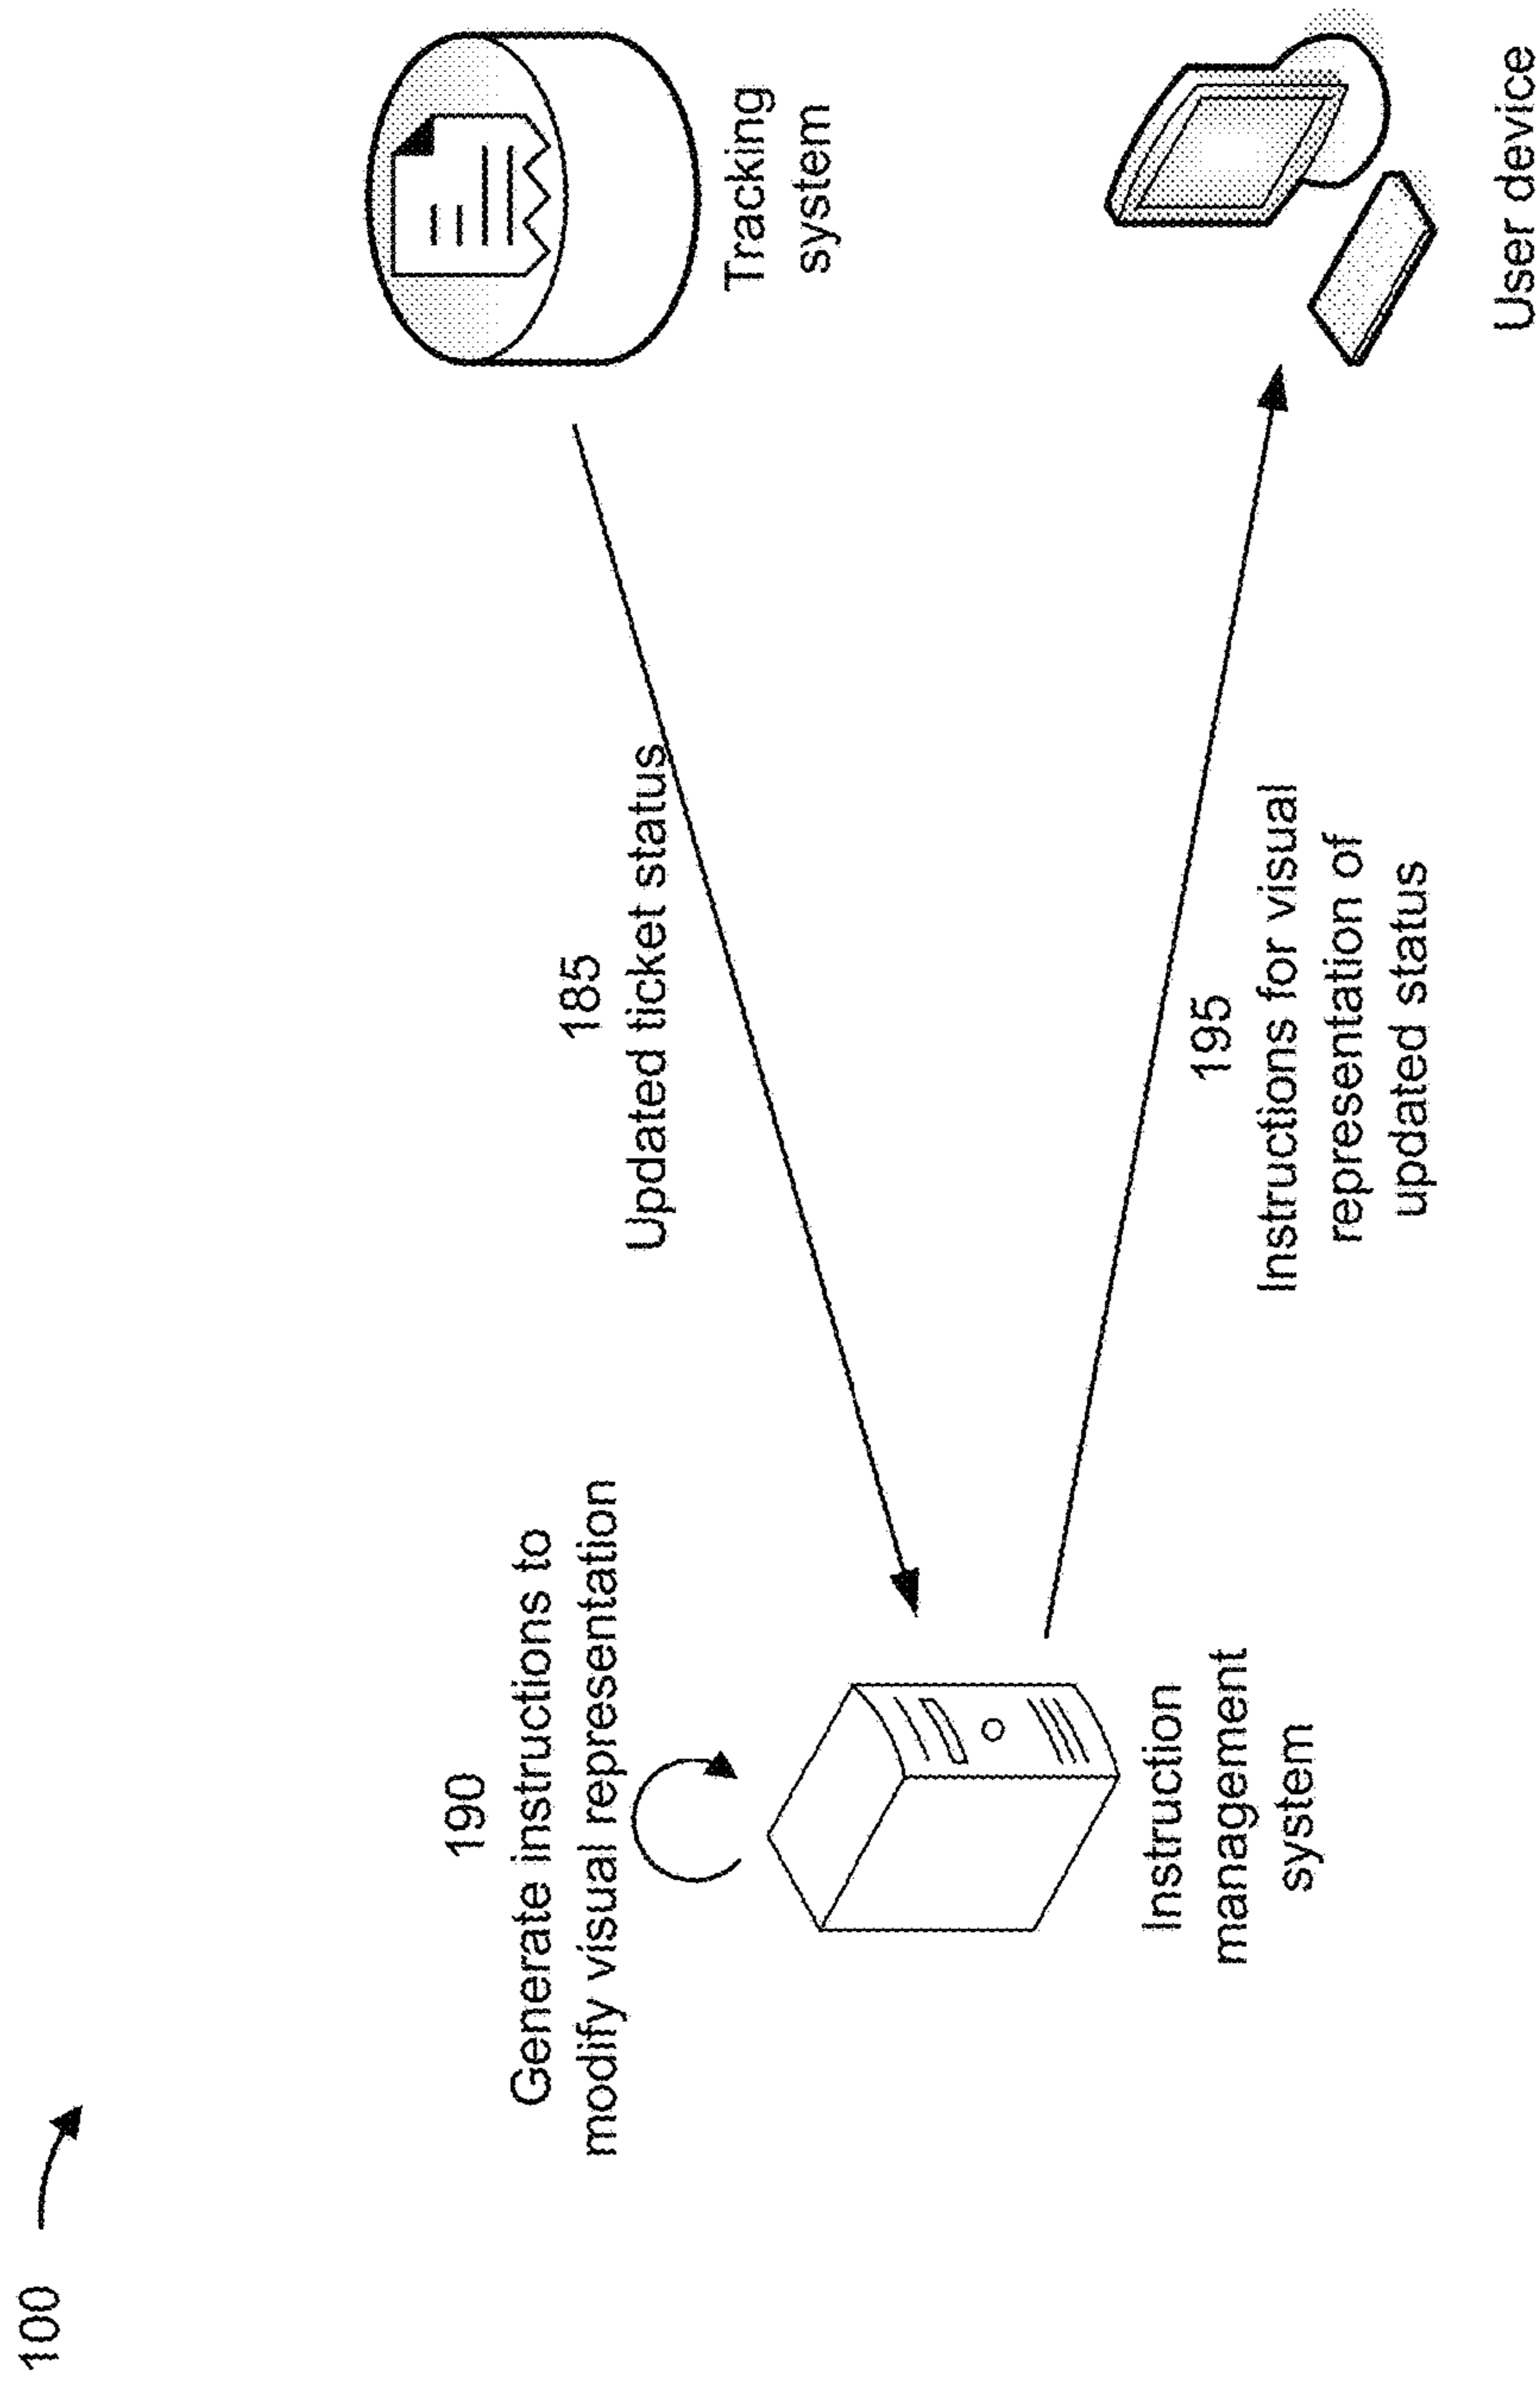 100
190
Generate instructions to
modify visual representation
185
Updated ticket status
Tracking
system
Instruction
management
system
195
Instructions for visual
representation of
updated status
User device